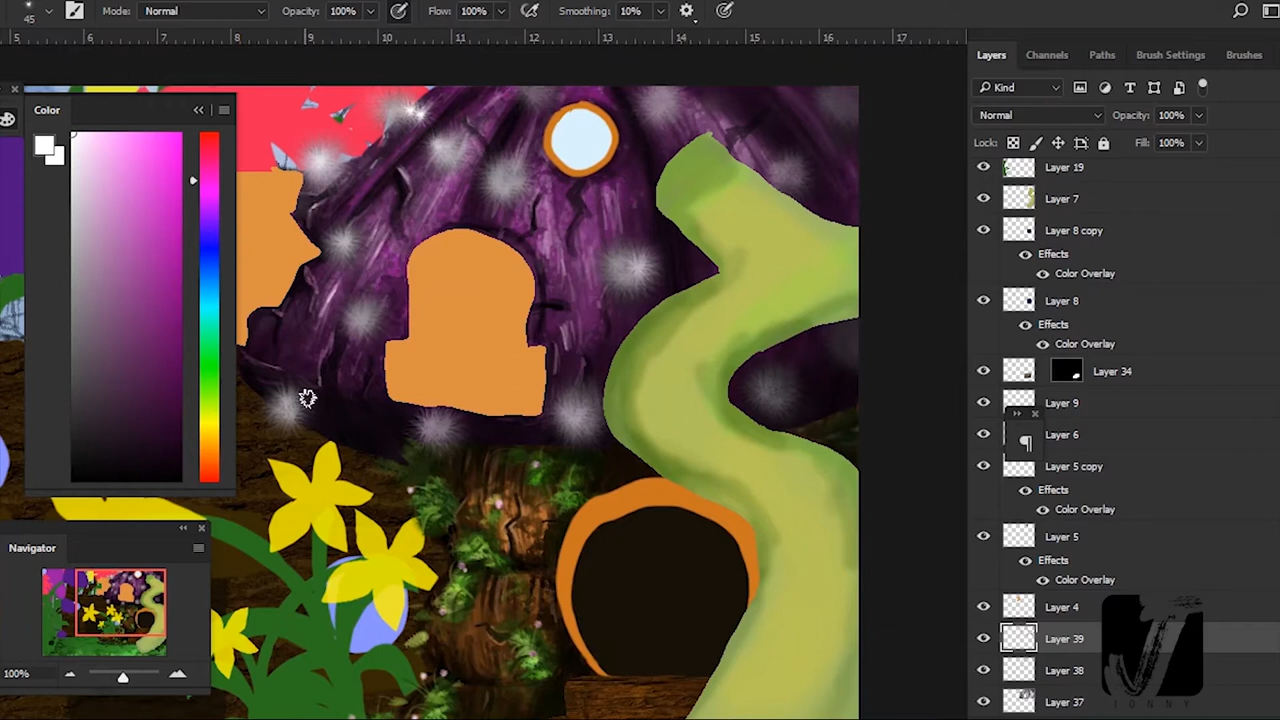 45 Mode: Normal Opacity: 100% Flow: 100% Smoothing: 10%
5 6 7 8 9 10 11 12 13 14 15 16 17
Color
Layers Channels Paths Brush Settings Brushes
Kind
Normal Opacity: 100%
Lock: Fill: 100%
Layer 19
Layer 7
Layer 8 copy
Effects
Color Overlay
Layer 8
Effects
Color Overlay
Layer 34
Layer 9
Layer 6
Layer 5 copy
Effects
Color Overlay
Layer 5
Effects
Color Overlay
Layer 4
Layer 39
Layer 38
Layer 37
Navigator
100%
J
IONNY